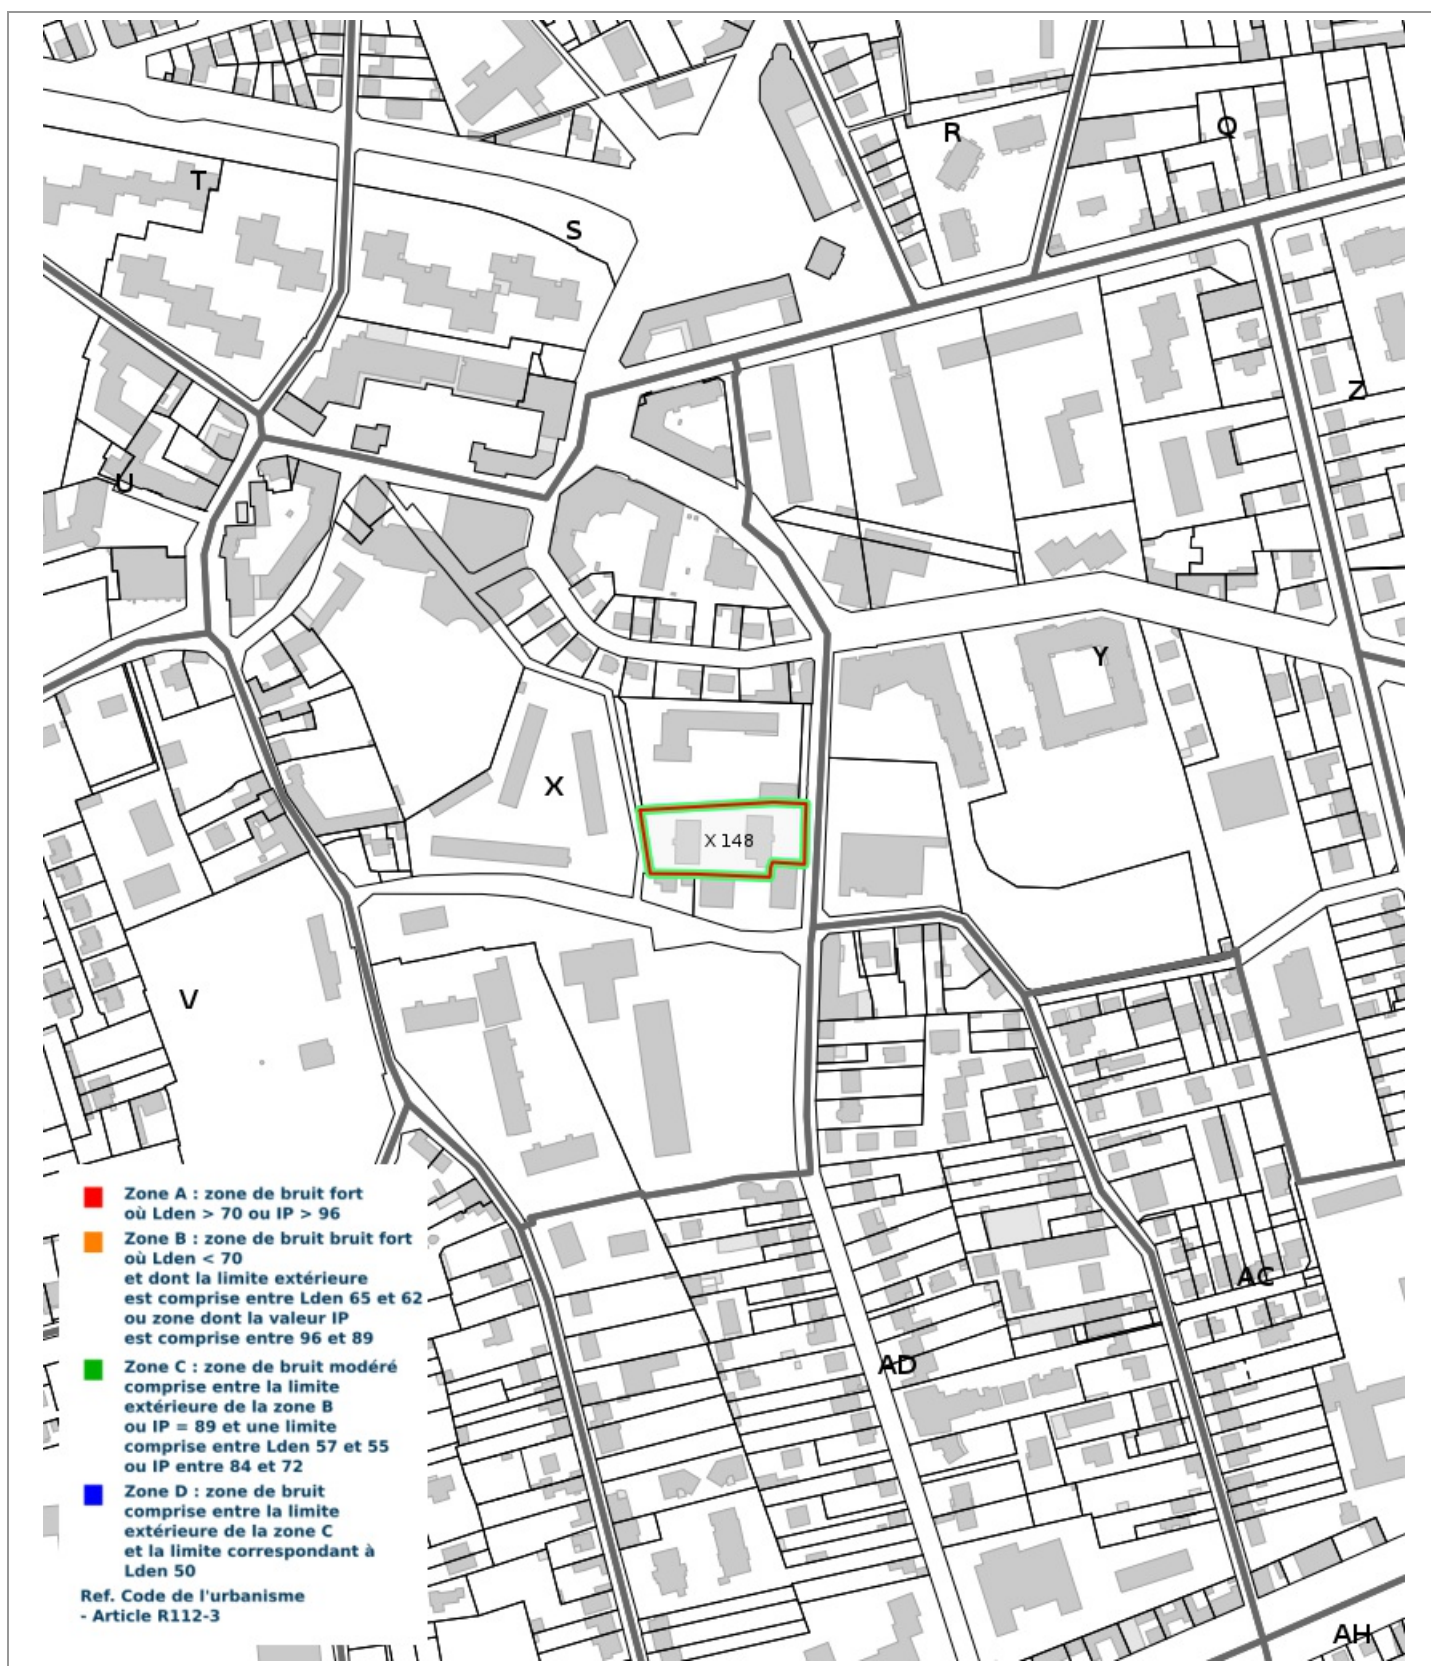 R
Q
T
S
Z
U
Y
X
X 148
V
Zone A : zone de bruit fort
où Lden > 70 ou IP > 96
Zone B : zone de bruit bruit fort
où Lden < 70
et dont la limite extérieure
est comprise entre Lden 65 et 62
ou zone dont la valeur IP
est comprise entre 96 et 89
Zone C : zone de bruit modéré
comprise entre la limite
extérieure de la zone B
ou IP = 89 et une limite
comprise entre Lden 57 et 55
ou IP entre 84 et 72
Zone D : zone de bruit
comprise entre la limite
extérieure de la zone C
et la limite correspondant à
Lden 50
Ref. Code de l'urbanisme
- Article R112-3
AC
AD
AH